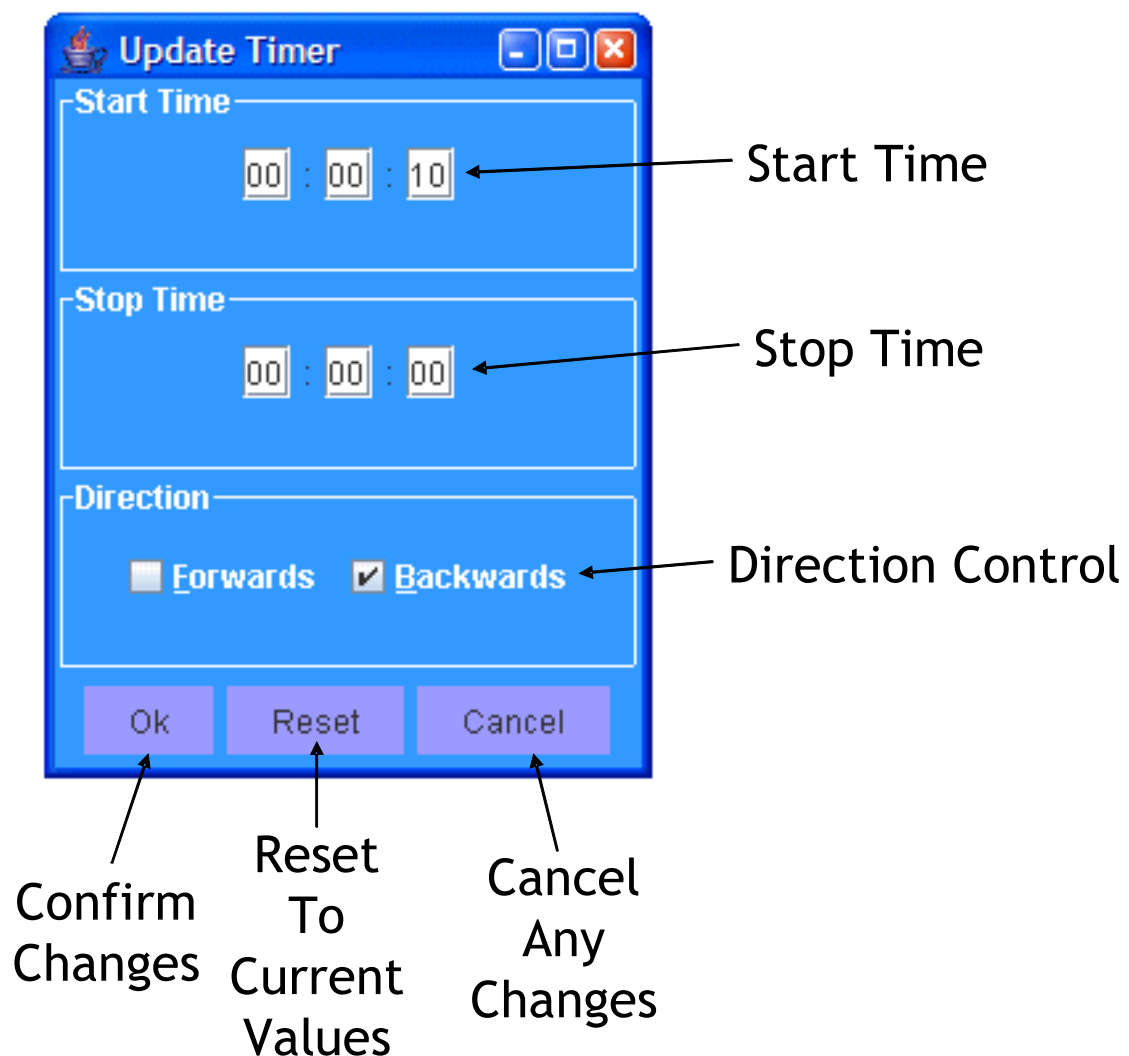 Update Timer
Start Time
00 : 00 : 10
Start Time
Stop Time
00 : 00 : 00
Stop Time
Direction
Forwards Backwards
Direction Control
Ok Reset Cancel
Confirm
Changes
Reset
To
Current
Values
Cancel
Any
Changes